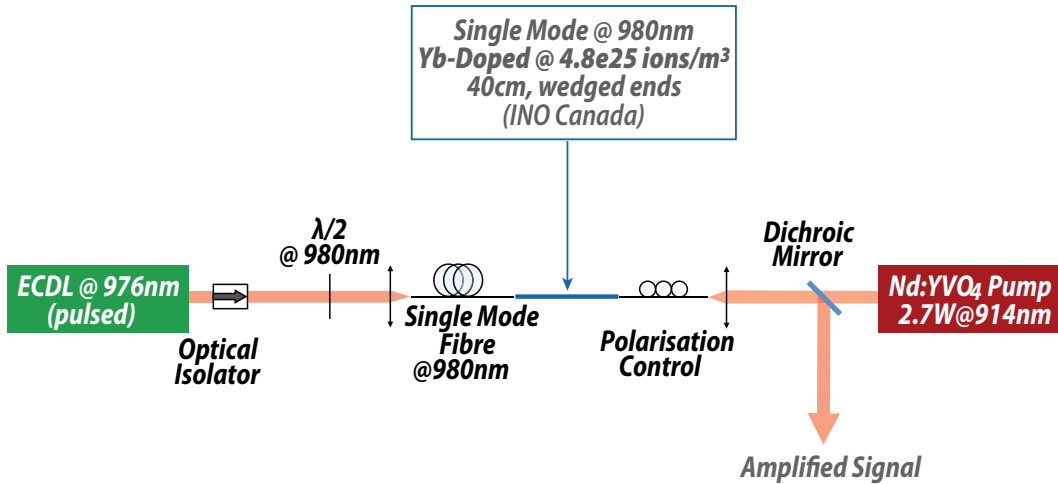 Single Mode @ 980nm
Yb-Doped @ 4.8e25 ions/m³
40cm, wedged ends
(INO Canada)
λ/2
@ 980nm
Dichroic
Mirror
ECDL @ 976nm
(pulsed)
Nd:YVO₄ Pump
2.7W@914nm
Optical
Isolator
Single Mode
Fibre
@980nm
Polarisation
Control
Amplified Signal